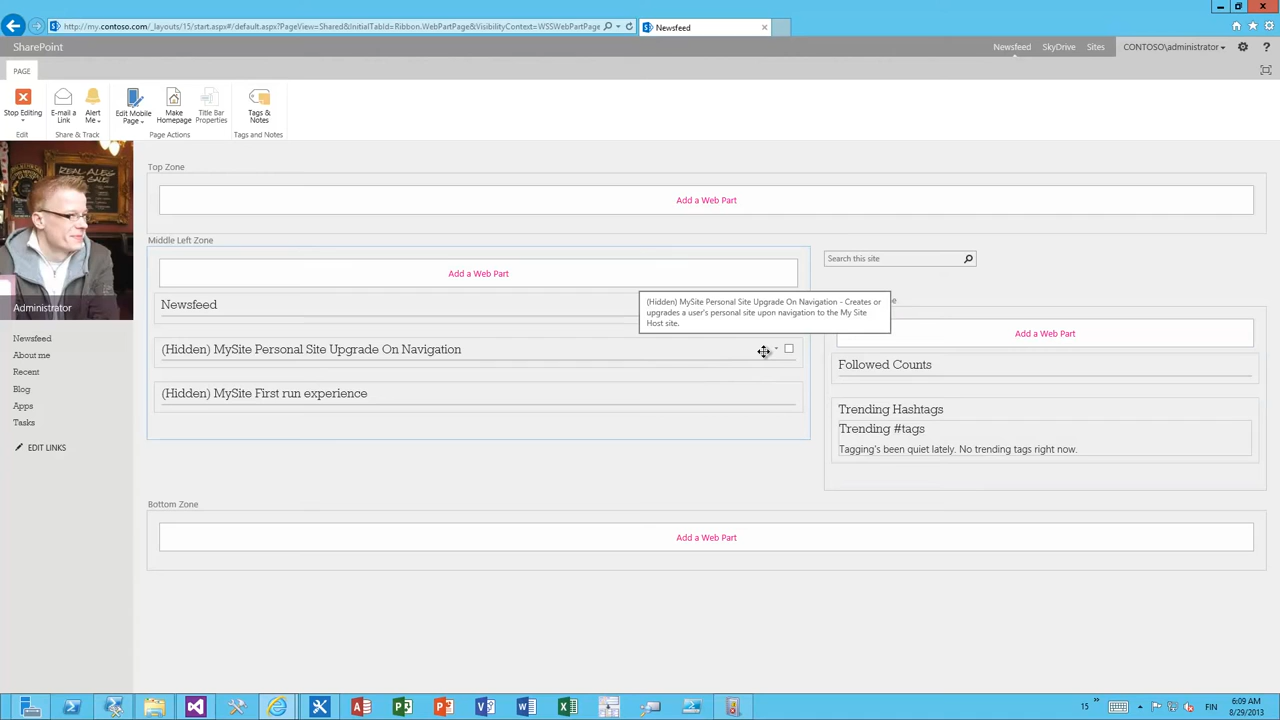 http://my.contoso.com/_layouts/15/start.aspx#/default.aspx?PageView=Shared&InitialTabId=Ribbon.WebPartPage&VisibilityContext=WSSWebPartPage
Newsfeed
SharePoint
Newsfeed SkyDrive Sites CONTOSO\administrator
PAGE
Stop Editing
E-mail a Link
Alert Me
Edit Mobile Page
Make Homepage
Title Bar Properties
Tags & Notes
Edit
Share & Track
Page Actions
Tags and Notes
REAL ALES
Administrator
Newsfeed
About me
Recent
Blog
Apps
Tasks
EDIT LINKS
Top Zone
Add a Web Part
Middle Left Zone
Add a Web Part
Newsfeed
(Hidden) MySite Personal Site Upgrade On Navigation
(Hidden) MySite First run experience
(Hidden) MySite Personal Site Upgrade On Navigation - Creates or
upgrades a user's personal site upon navigation to the My Site
Host site.
Search this site
Add a Web Part
Followed Counts
Trending Hashtags
Trending #tags
Tagging's been quiet lately. No trending tags right now.
Bottom Zone
Add a Web Part
15
FIN
6:09 AM
8/29/2013